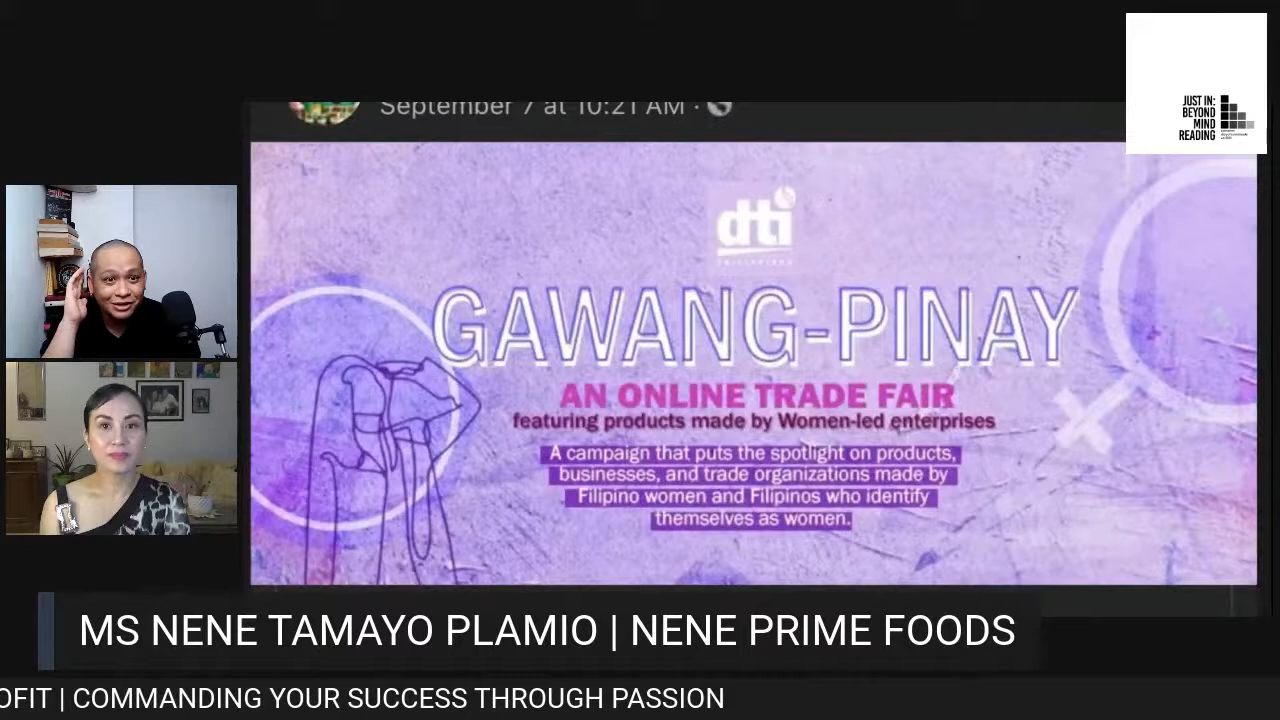 September 7 at 10:21 AM ·
JUST IN:
BEYOND
MIND
READING
dti
PHILIPPINES
GAWANG-PINAY
AN ONLINE TRADE FAIR
featuring products made by Women-led enterprises
A campaign that puts the spotlight on products,
businesses, and trade organizations made by
Filipino women and Filipinos who identify
themselves as women.
MS NENE TAMAYO PLAMIO | NENE PRIME FOODS
OFIT | COMMANDING YOUR SUCCESS THROUGH PASSION